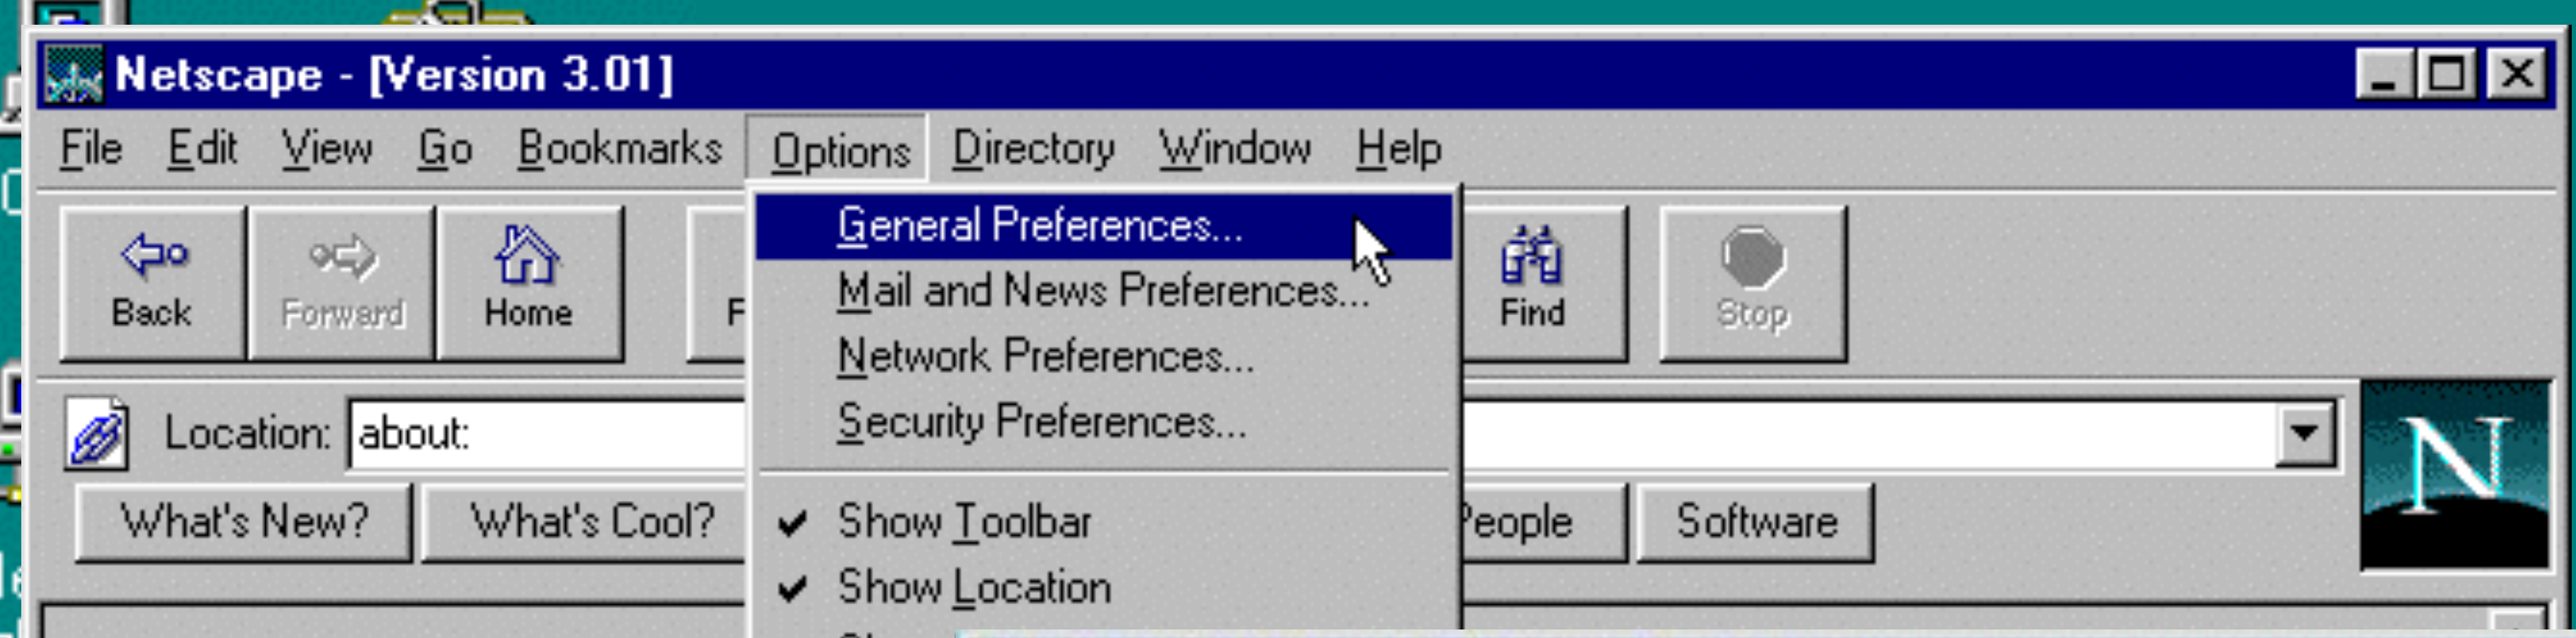 Netscape - [Version 3.01]
File Edit View Go Bookmarks Options Directory Window Help
General Preferences...
Mail and News Preferences...
Network Preferences...
Security Preferences...
Show Toolbar
Show Location
Back Forward Home Find Stop
Location: about:
N
What's New? What's Cool? People Software